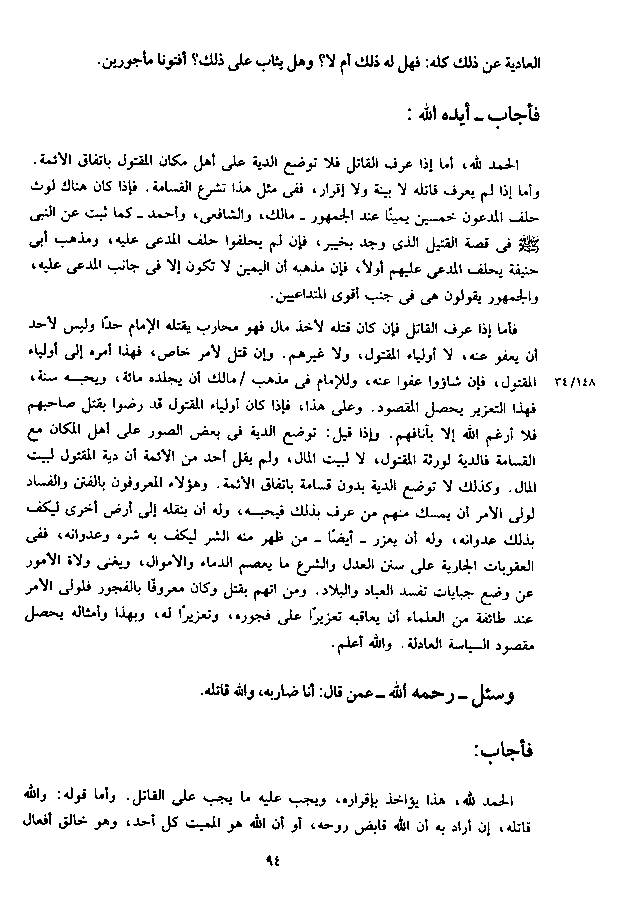 العادية عن ذلك كله: فهل له ذلك أم لا؟ وهل يثاب على ذلك؟ أفتونا مأجورين.
فأجاب ـ أيده الله :
الحمد لله، أما إذا عرف القاتل فلا توضع الدية على أهل مكان المقتول باتفاق الأئمة.
وأما إذا لم يعرف قاتله لا ببينة ولا إقرار، ففى مثل هذا تشرع القسامة. فإذا كان هناك لوث
حلف المدعون خمسين يمينًا عند الجمهور ـ مالك، والشافعى، وأحمد ـ كما ثبت عن النبى
ﷺ فى قصة القتيل الذى وجد بخيبر، فإن لم يحلفوا حلف المدعى عليه، ومذهب أبى
حنيفة يحلف المدعى عليهم أولاً، فإن مذهبه أن اليمين لا تكون إلا فى جانب المدعى عليه،
والجمهور يقولون هى فى جنب أقوى المتداعيين.
فأما إذا عرف القاتل فإن كان قتله لأخذ مال فهو محارب يقتله الإمام حدًا وليس لأحد
أن يعفو عنه، لا أولياء المقتول، ولا غيرهم. وإن قتل لأمر خاص، فهذا أمره إلى أولياء
المقتول، فإن شاؤوا عفوا عنه، وللإمام فى مذهب /مالك أن يجلده مائة، ويحبسه سنة، ٣٤/١٤٨
فهذا التعزير يحصل المقصود. وعلى هذا، فإذا كان أولياء المقتول قد رضوا بقتل صاحبهم
فلا أرغم الله إلا بآنافهم. وإذا قيل: توضع الدية فى بعض الصور على أهل المكان مع
القسامة فالدية لورثة المقتول، لا لبيت المال، ولم يقل أحد من الأئمة أن دية المقتول لبيت
المال. وكذلك لا توضع الدية بدون قسامة باتفاق الأئمة. وهؤلاء المعروفون بالفتن والفساد
لولى الأمر أن يمسك منهم من عرف بذلك فيحبسه، وله أن ينقله إلى أرض أخرى ليكف
بذلك عدوانه، وله أن يعزر ـ أيضًا ـ من ظهر منه الشر ليكف به شره وعدوانه، ففى
العقوبات الجارية على سنن العدل والشرع ما يعصم الدماء والأموال، ويغنى ولاة الأمور
عن وضع جبايات تفسد العباد والبلاد. ومن اتهم بقتل وكان معروفًا بالفجور فلولى الأمر
عند طائفة من العلماء أن يعاقبه تعزيرًا على فجوره، وتعزيرًا له، وبهذا وأمثاله يحصل
مقصود السياسة العادلة. والله أعلم.
وسئل ـ رحمه الله ـ عمن قال: أنا ضاربه، والله قاتله.
فأجاب:
الحمد لله، هذا يؤاخذ بإقراره، ويجب عليه ما يجب على القاتل. وأما قوله: والله
قاتله، إن أراد به أن الله قابض روحه، أو أن الله هو المميت كل أحد، وهو خالق أفعال
٩٤